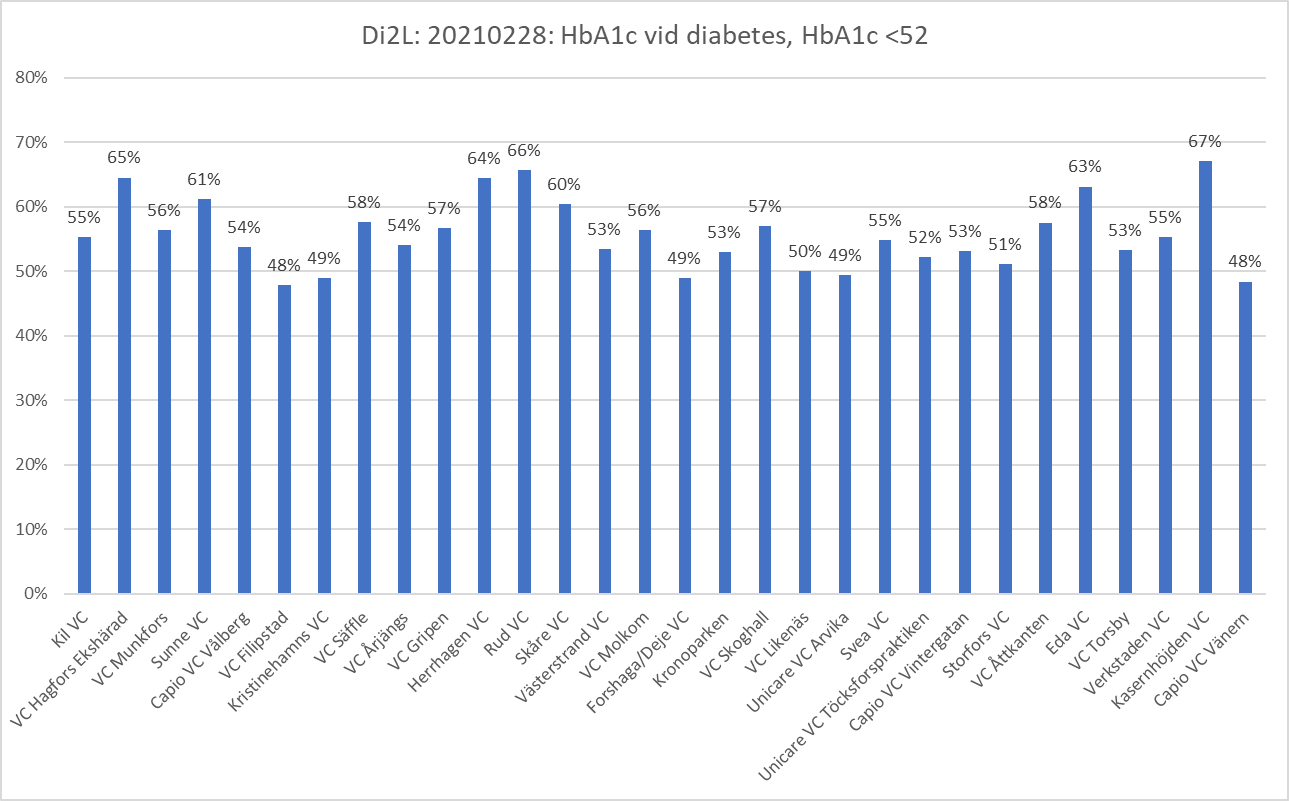 Di2L: 20210228: HbA1c vid diabetes, HbA1c <52
80%
70%
60%
50%
40%
30%
20%
10%
0%
55%
65%
56%
61%
54%
48%
49%
58%
54%
57%
64%
66%
60%
53%
56%
49%
53%
57%
50%
49%
55%
52%
53%
51%
58%
63%
53%
55%
67%
48%
Kil VC
VC Hagfors Ekshärad
VC Munkfors
Sunne VC
Capio VC Vålberg
VC Filipstad
Kristinehamns VC
VC Säffle
VC Årjängs
VC Gripen
Herrhagen VC
Rud VC
Skåre VC
Västerstrand VC
VC Molkom
Forshaga/Deje VC
Kronoparken
VC Skoghall
VC Likenäs
Unicare VC Arvika
Svea VC
Unicare VC Töcksforspraktiken
Capio VC Vintergatan
Storfors VC
VC Åttkanten
Eda VC
VC Torsby
Verkstaden VC
Kasernhöjden VC
Capio VC Vänern